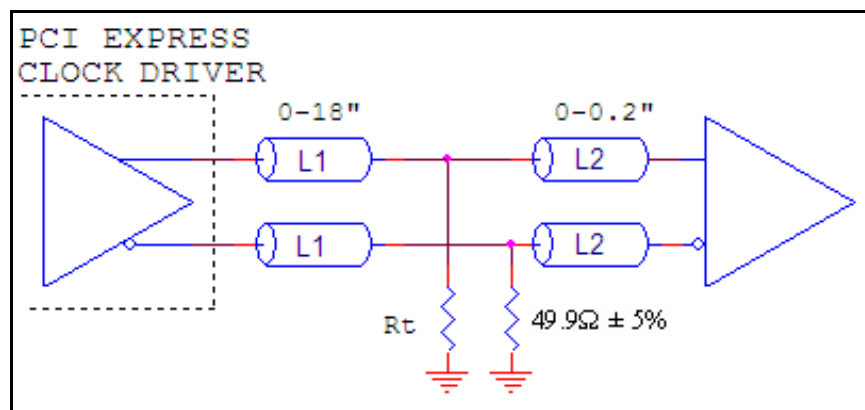 PCI EXPRESS
CLOCK DRIVER
0-18"
0-0.2"
L1
L2
L1
L2
Rt
49.9Ω ± 5%